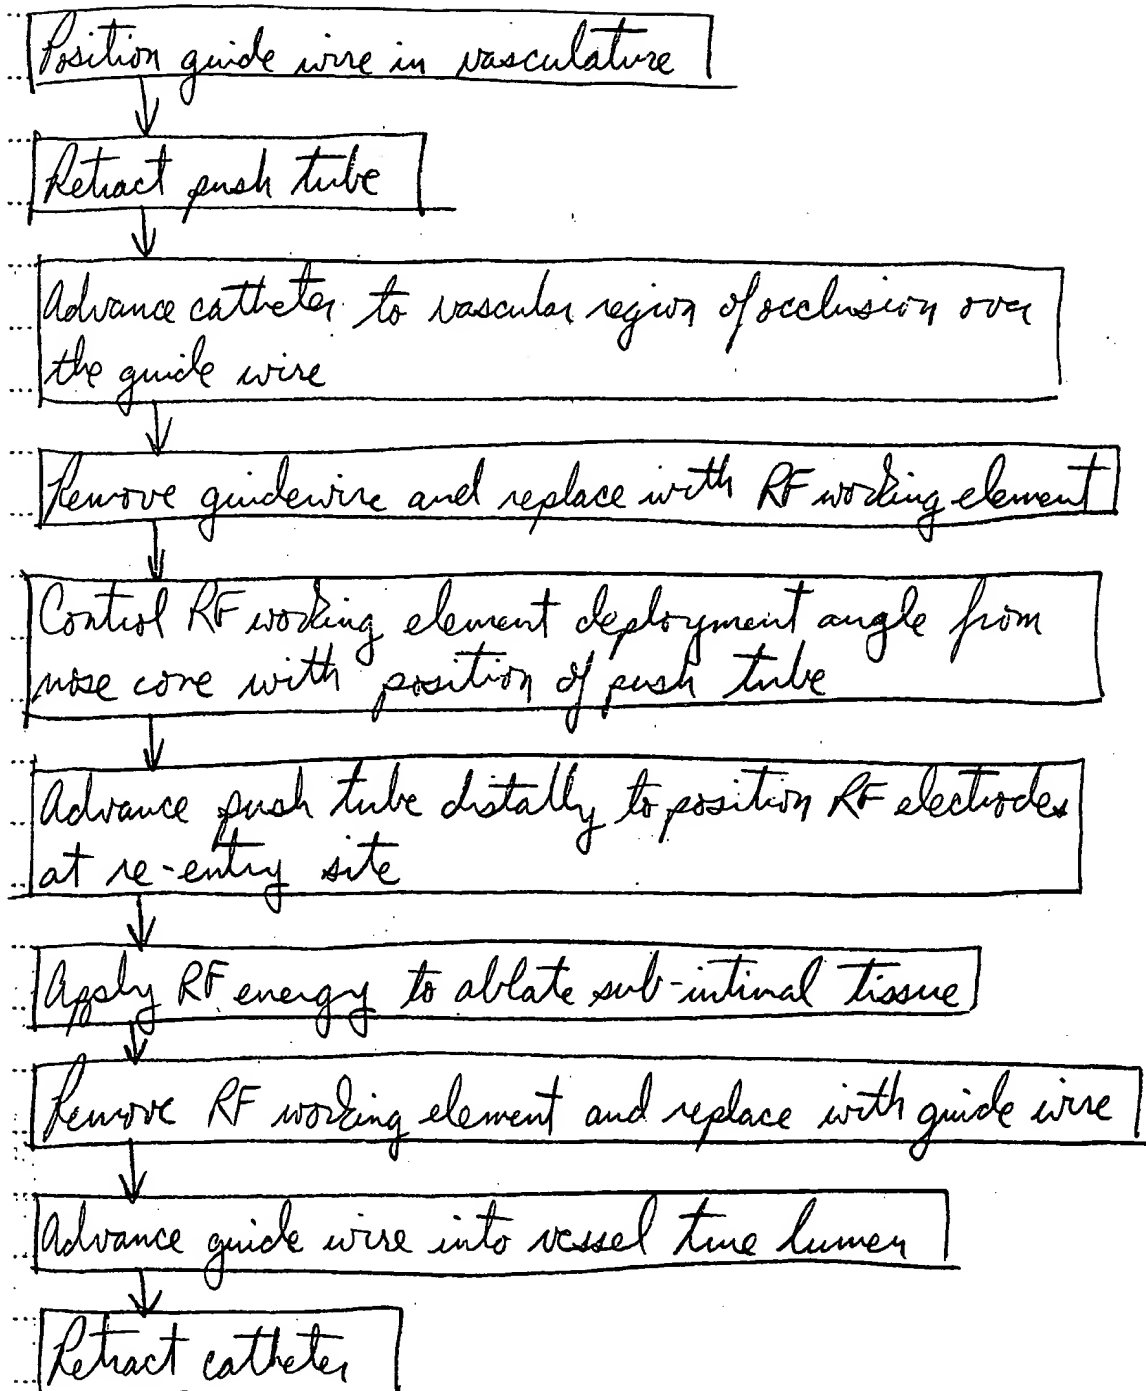 Position guide wire in vasculature
Retract push tube
Advance catheter to vascular region of occlusion over
the guide wire
Remove guidewire and replace with RF working element
Control RF working element deployment angle from
nose cone with position of push tube
Advance push tube distally to position RF electrodes
at re-entry site
Apply RF energy to ablate sub-intimal tissue
Remove RF working element and replace with guide wire
Advance guide wire into vessel true lumen
Retract catheter